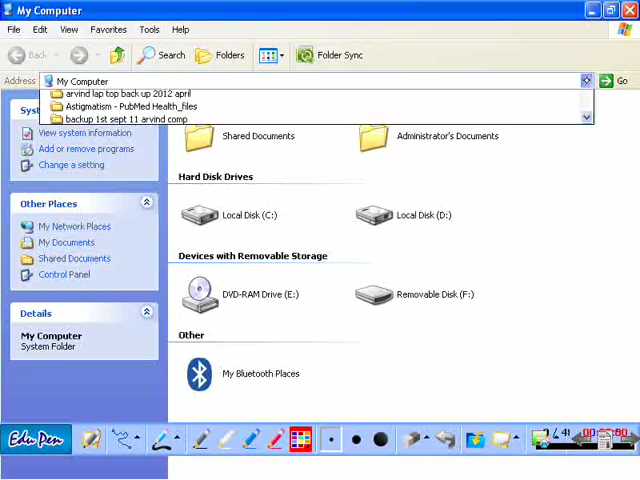 My Computer
File Edit View Favorites Tools Help
Back Search Folders Folder Sync
Address My Computer Go
arvind lap top back up 2012 april
Astigmatism - PubMed Health_files
backup 1st sept 11 arvind comp
View system information
Add or remove programs
Change a setting
Other Places
My Network Places
My Documents
Shared Documents
Control Panel
Details
My Computer
System Folder
Shared Documents Administrator's Documents
Hard Disk Drives
Local Disk (C:) Local Disk (D:)
Devices with Removable Storage
DVD-RAM Drive (E:) Removable Disk (F:)
Other
My Bluetooth Places
Edu Pen